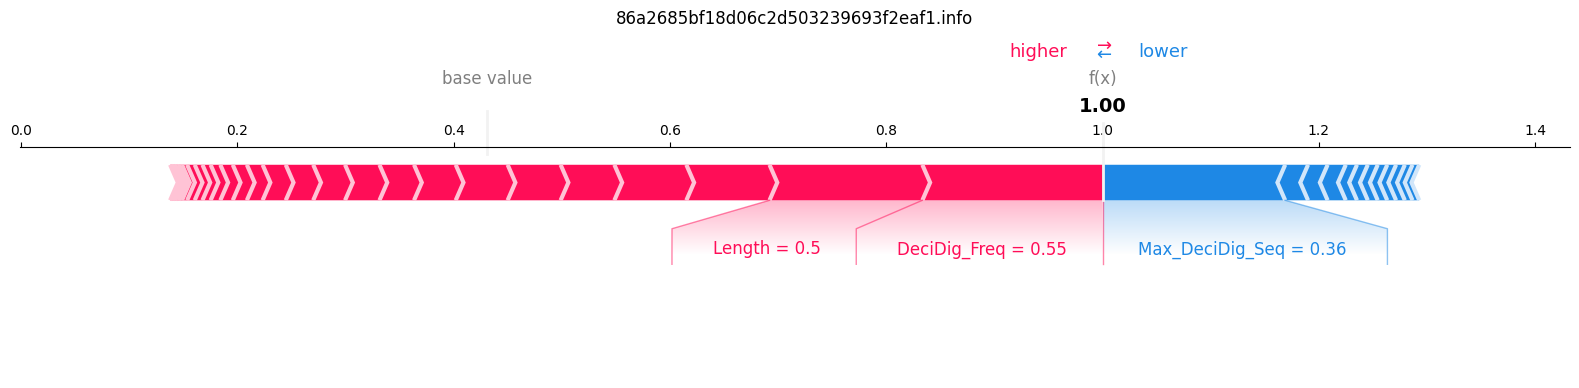 86a2685bf18d06c2d503239693f2eaf1.info
higher ⇄ lower
base value f(x)
1.00
0.0 0.2 0.4 0.6 0.8 1.0 1.2 1.4
Length = 0.5 DeciDig_Freq = 0.55 Max_DeciDig_Seq = 0.36